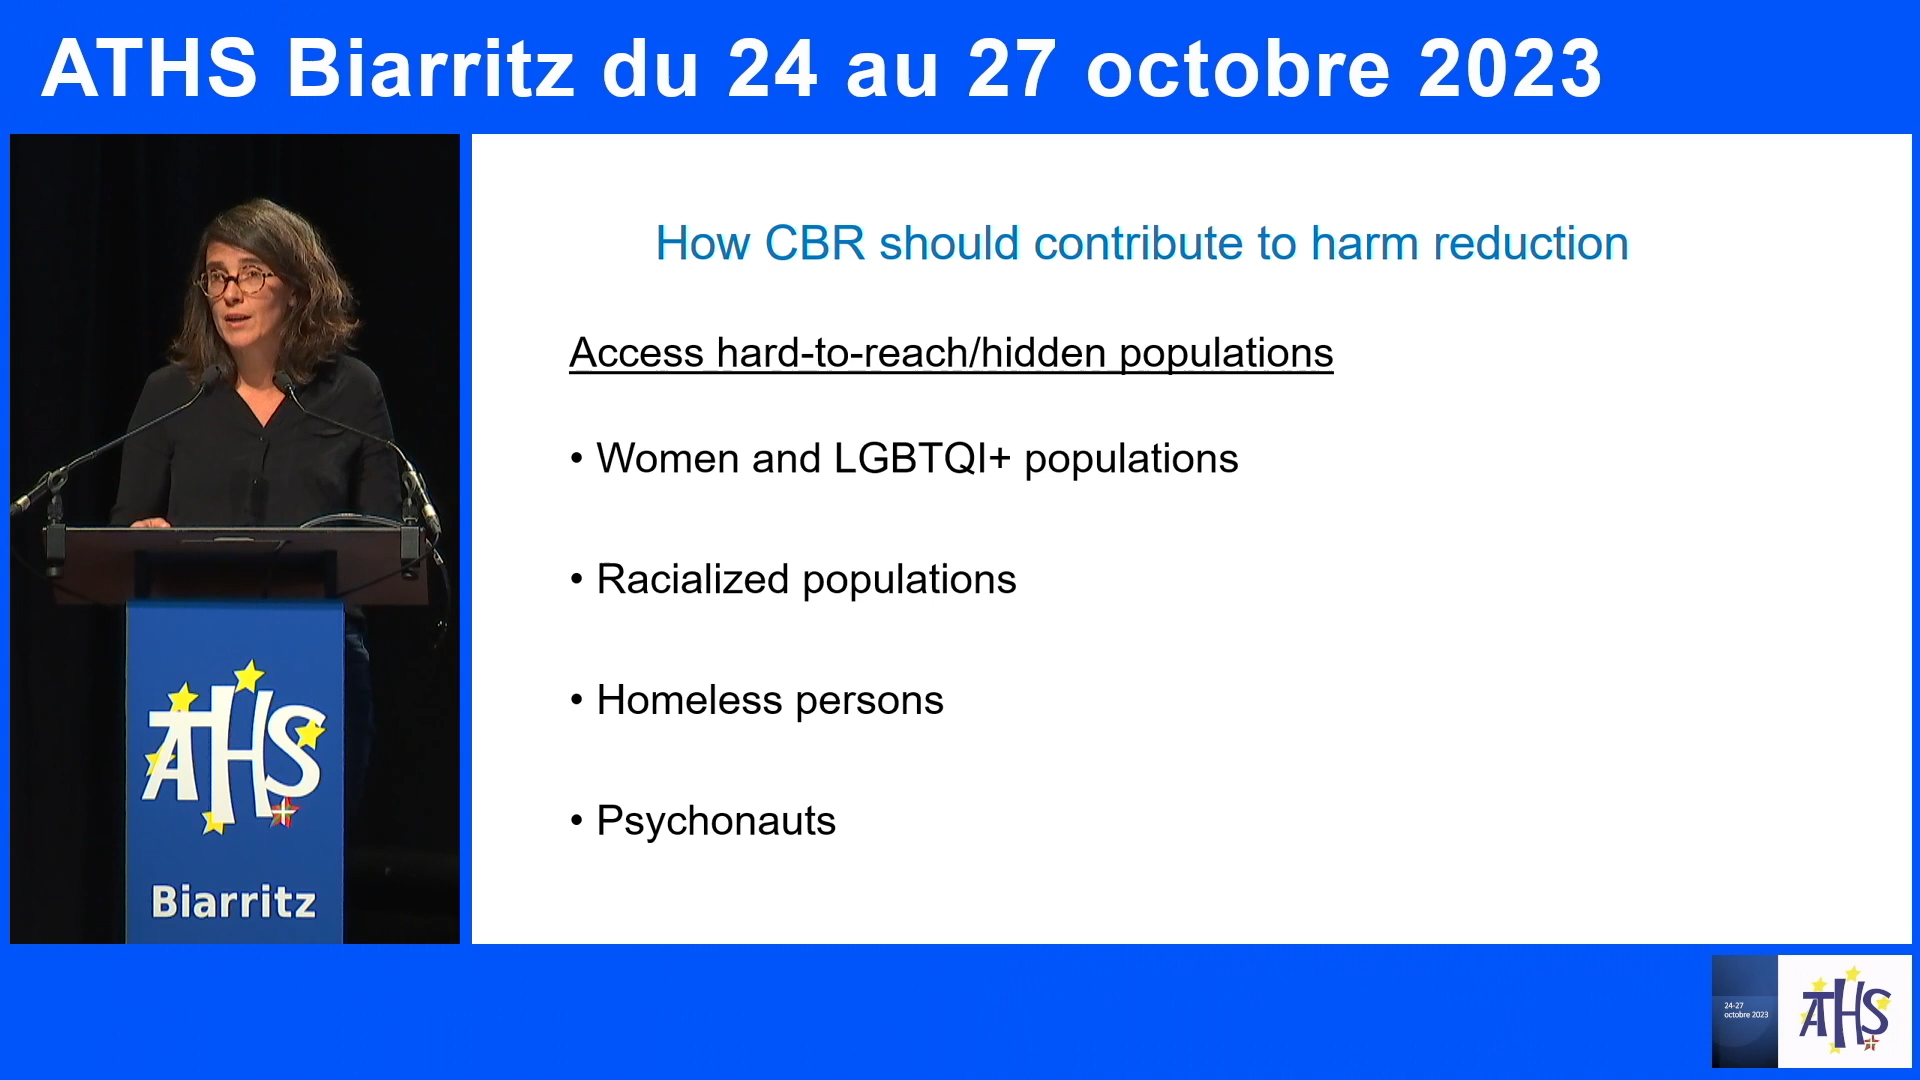 ATHS Biarritz du 24 au 27 octobre 2023
How CBR should contribute to harm reduction
Access hard-to-reach/hidden populations
• Women and LGBTQI+ populations
• Racialized populations
• Homeless persons
• Psychonauts
ATHS
Biarritz
24-27
octobre 2023
ATHS